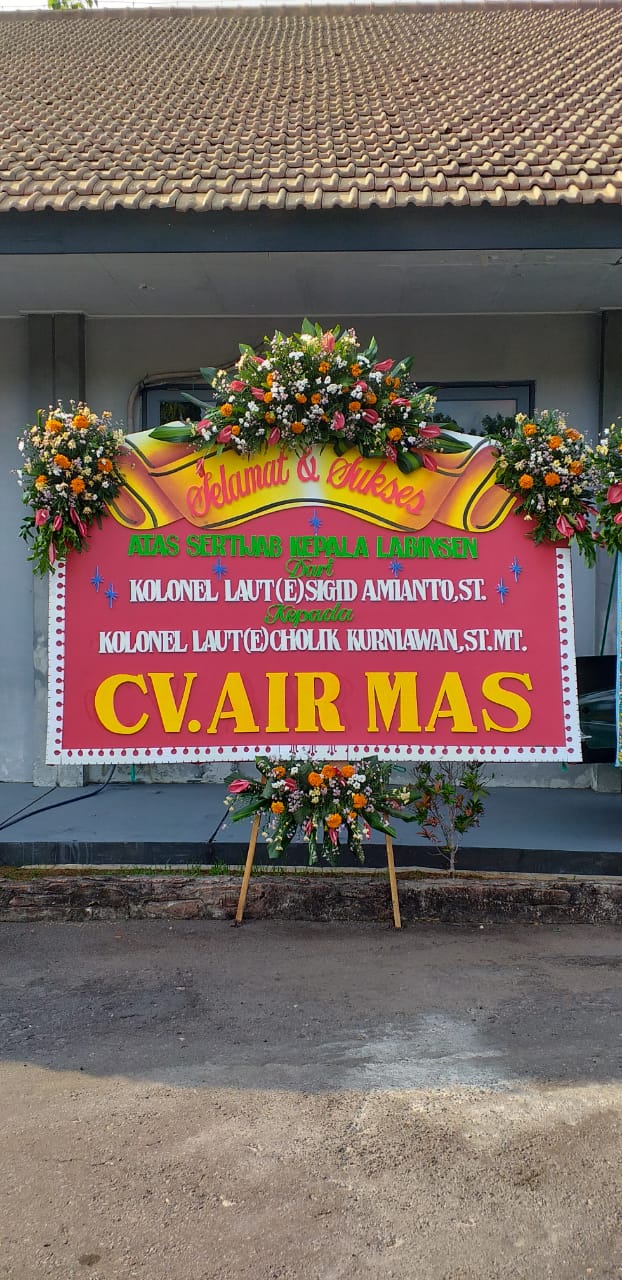 Selamat & Sukses
ATAS SERTIJAB KEPALA LABINSEN
Dari
KOLONEL LAUT(E)SIGID AMIANTO,ST.
Kepada
KOLONEL LAUT(E)CHOLIK KURNIAWAN,ST.MT.
CV.AIR MAS